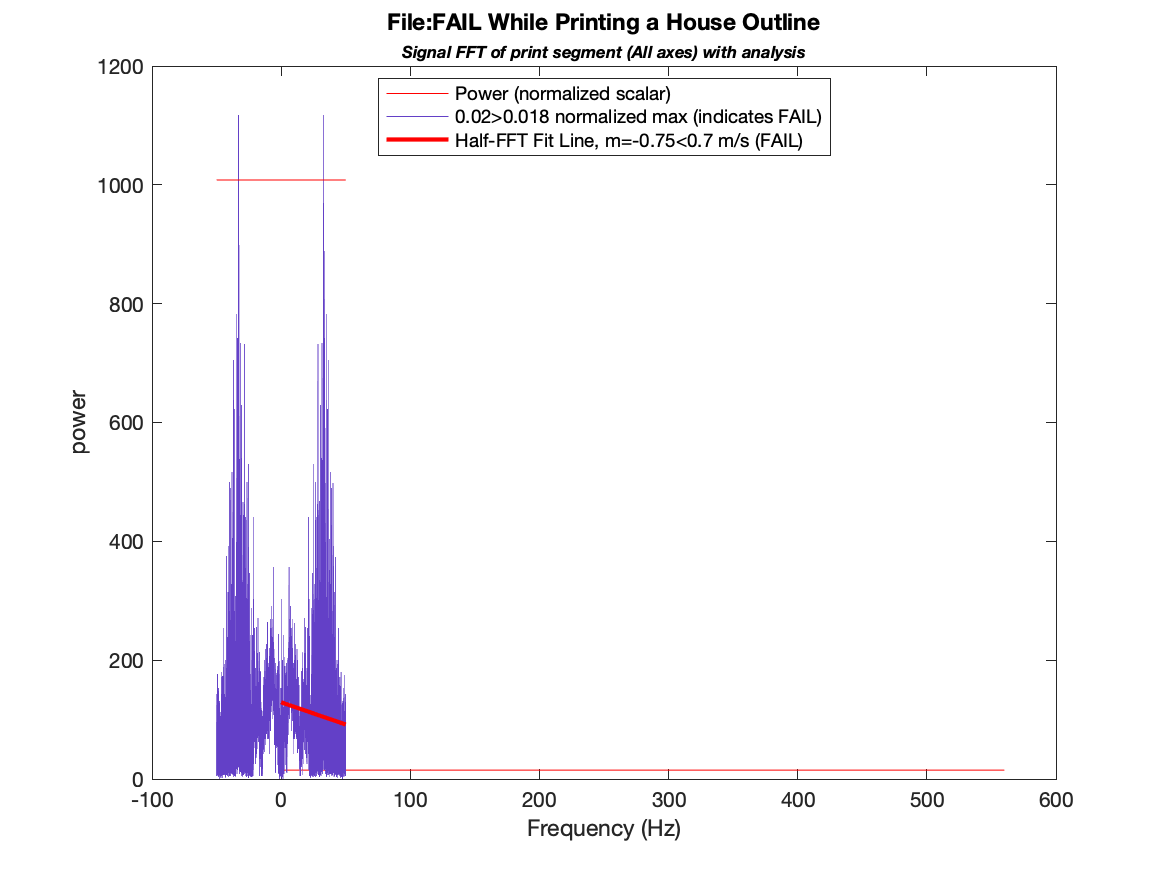 File:FAIL While Printing a House Outline
Signal FFT of print segment (All axes) with analysis
1200
Power (normalized scalar)
0.02>0.018 normalized max (indicates FAIL)
Half-FFT Fit Line, m=-0.75<0.7 m/s (FAIL)
1000
800
600
400
200
0
power
-100 0 100 200 300 400 500 600
Frequency (Hz)